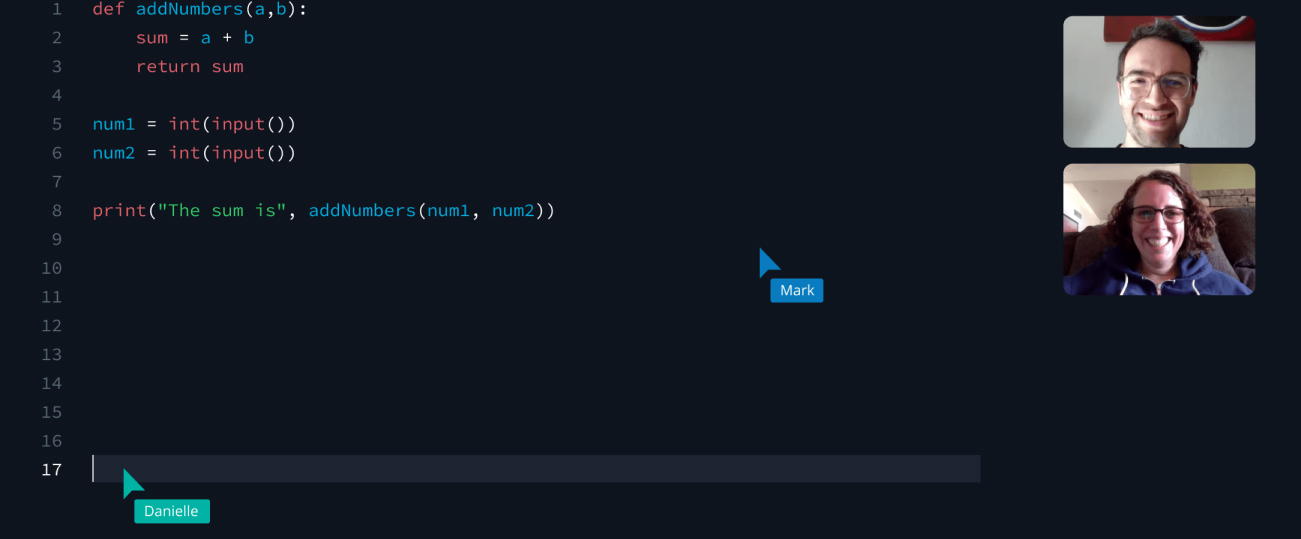 1 def addNumbers(a,b):
2     sum = a + b
3     return sum
4
5 num1 = int(input())
6 num2 = int(input())
7
8 print("The sum is", addNumbers(num1, num2))
9
10
Mark
11
12
13
14
15
16
17
Danielle